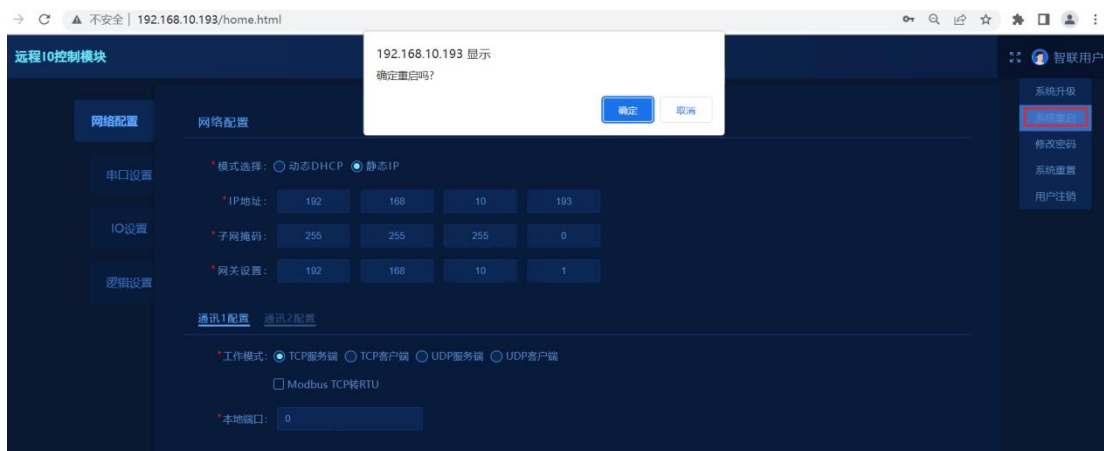 不安全 | 192.168.10.193/home.html
远程IO控制模块
192.168.10.193 显示
确定重启吗?
确定
取消
智联用户
系统升级
系统重启
修改密码
系统重置
用户注销
网络配置
串口设置
IO设置
逻辑设置
网络配置
*模式选择: 动态DHCP 静态IP
*IP地址: 192 168 10 193
*子网掩码: 255 255 255 0
*网关设置: 192 168 10 1
通讯1配置 通讯2配置
*工作模式: TCP服务端 TCP客户端 UDP服务端 UDP客户端
Modbus TCP转RTU
*本地端口: 0